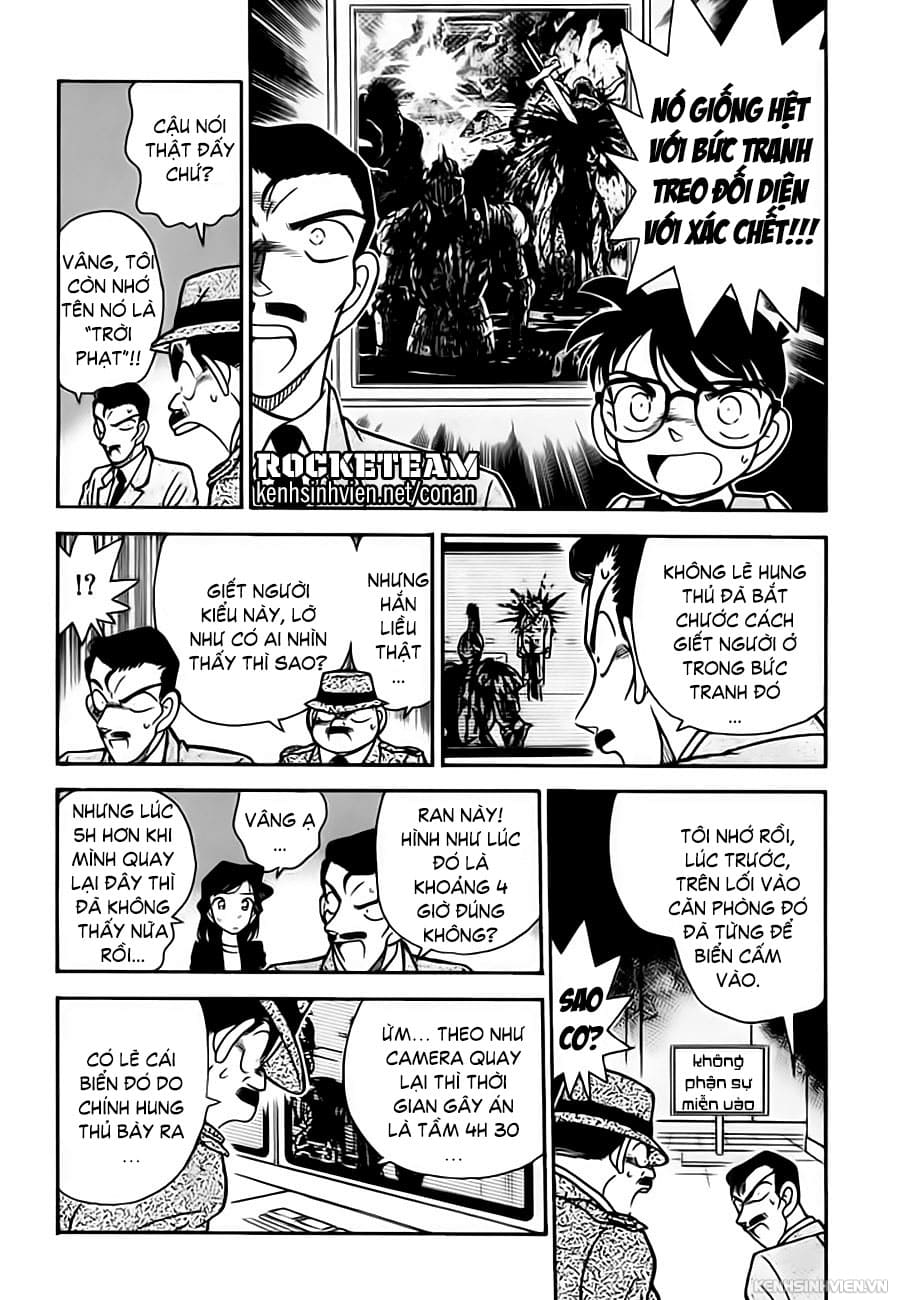 NÓ GIỐNG HỆT
VỚI BỨC TRANH
TREO ĐỐI DIỆN
VỚI XÁC CHẾT!!!
CẬU NÓI
THẬT ĐẤY
CHỨ?
VÂNG, TÔI
CÒN NHỚ
TÊN NÓ LÀ
"TRỜI
PHẠT"!!
ROCKETEAM
kenhsinhvien.net/conan
KHÔNG LẼ HUNG
THỦ ĐÃ BẮT
CHƯỚC CÁCH
GIẾT NGƯỜI Ở
TRONG BỨC
TRANH ĐÓ
...
NHƯNG
HẮN
LIỀU
THẬT
...
GIẾT NGƯỜI
KIỂU NÀY, LỠ
NHƯ CÓ AI NHÌN
THẤY THÌ SAO?
!?
TÔI NHỚ RỒI,
LÚC TRƯỚC,
TRÊN LỐI VÀO
CĂN PHÒNG ĐÓ
ĐÃ TỪNG ĐỂ
BIỂN CẤM
VÀO.
SAO
CƠ?
không
phận sự
miễn vào
RAN NÀY!
HÌNH NHƯ LÚC
ĐÓ LÀ
KHOẢNG 4
GIỜ ĐÚNG
KHÔNG?
VÂNG Ạ
...
NHƯNG LÚC
5H HƠN KHI
MÌNH QUAY
LẠI ĐÂY THÌ
ĐÃ KHÔNG
THẤY NỮA
RỒI...
ỪM... THEO NHƯ
CAMERA QUAY
LẠI THÌ THỜI
GIAN GÂY ÁN
LÀ TẦM 4H 30
CÓ LẼ CÁI
BIỂN ĐÓ DO
CHÍNH HUNG
THỦ BÀY RA
...
KENHSINHVIEN.VN